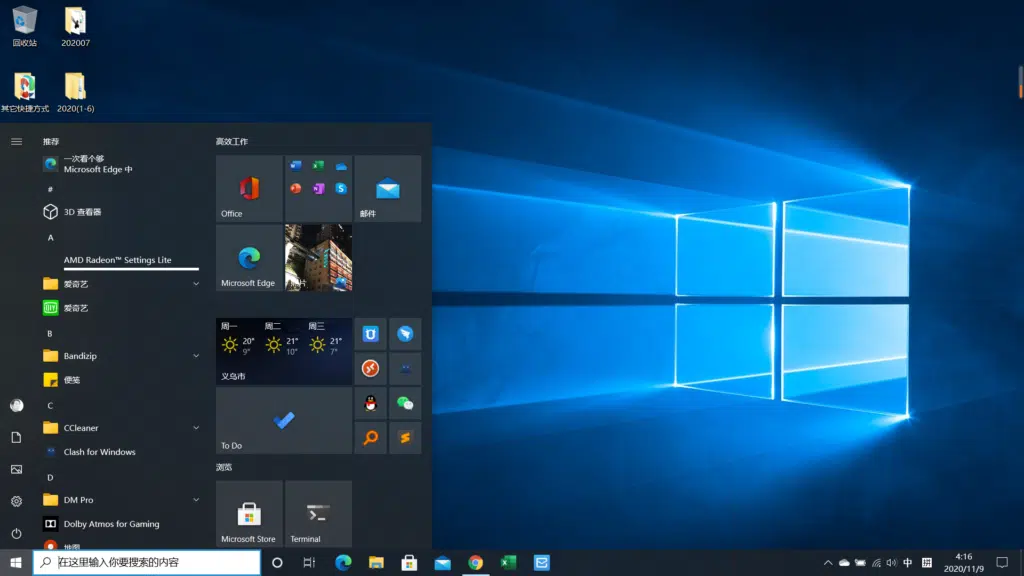 回收站
202007
其它快捷方式
2020(1-6)
推荐
一次看个够
Microsoft Edge 中
#
3D 查看器
A
AMD Radeon™ Settings Lite
爱奇艺
爱奇艺
B
Bandizip
便笺
C
CCleaner
Clash for Windows
D
DM Pro
Dolby Atmos for Gaming
地图
高效工作
Office
邮件
Microsoft Edge
周一
周二
周三
20°
9°
21°
10°
21°
7°
义乌市
To Do
浏览
Microsoft Store
Terminal
在这里输入你要搜索的内容
中
4:16
2020/11/9